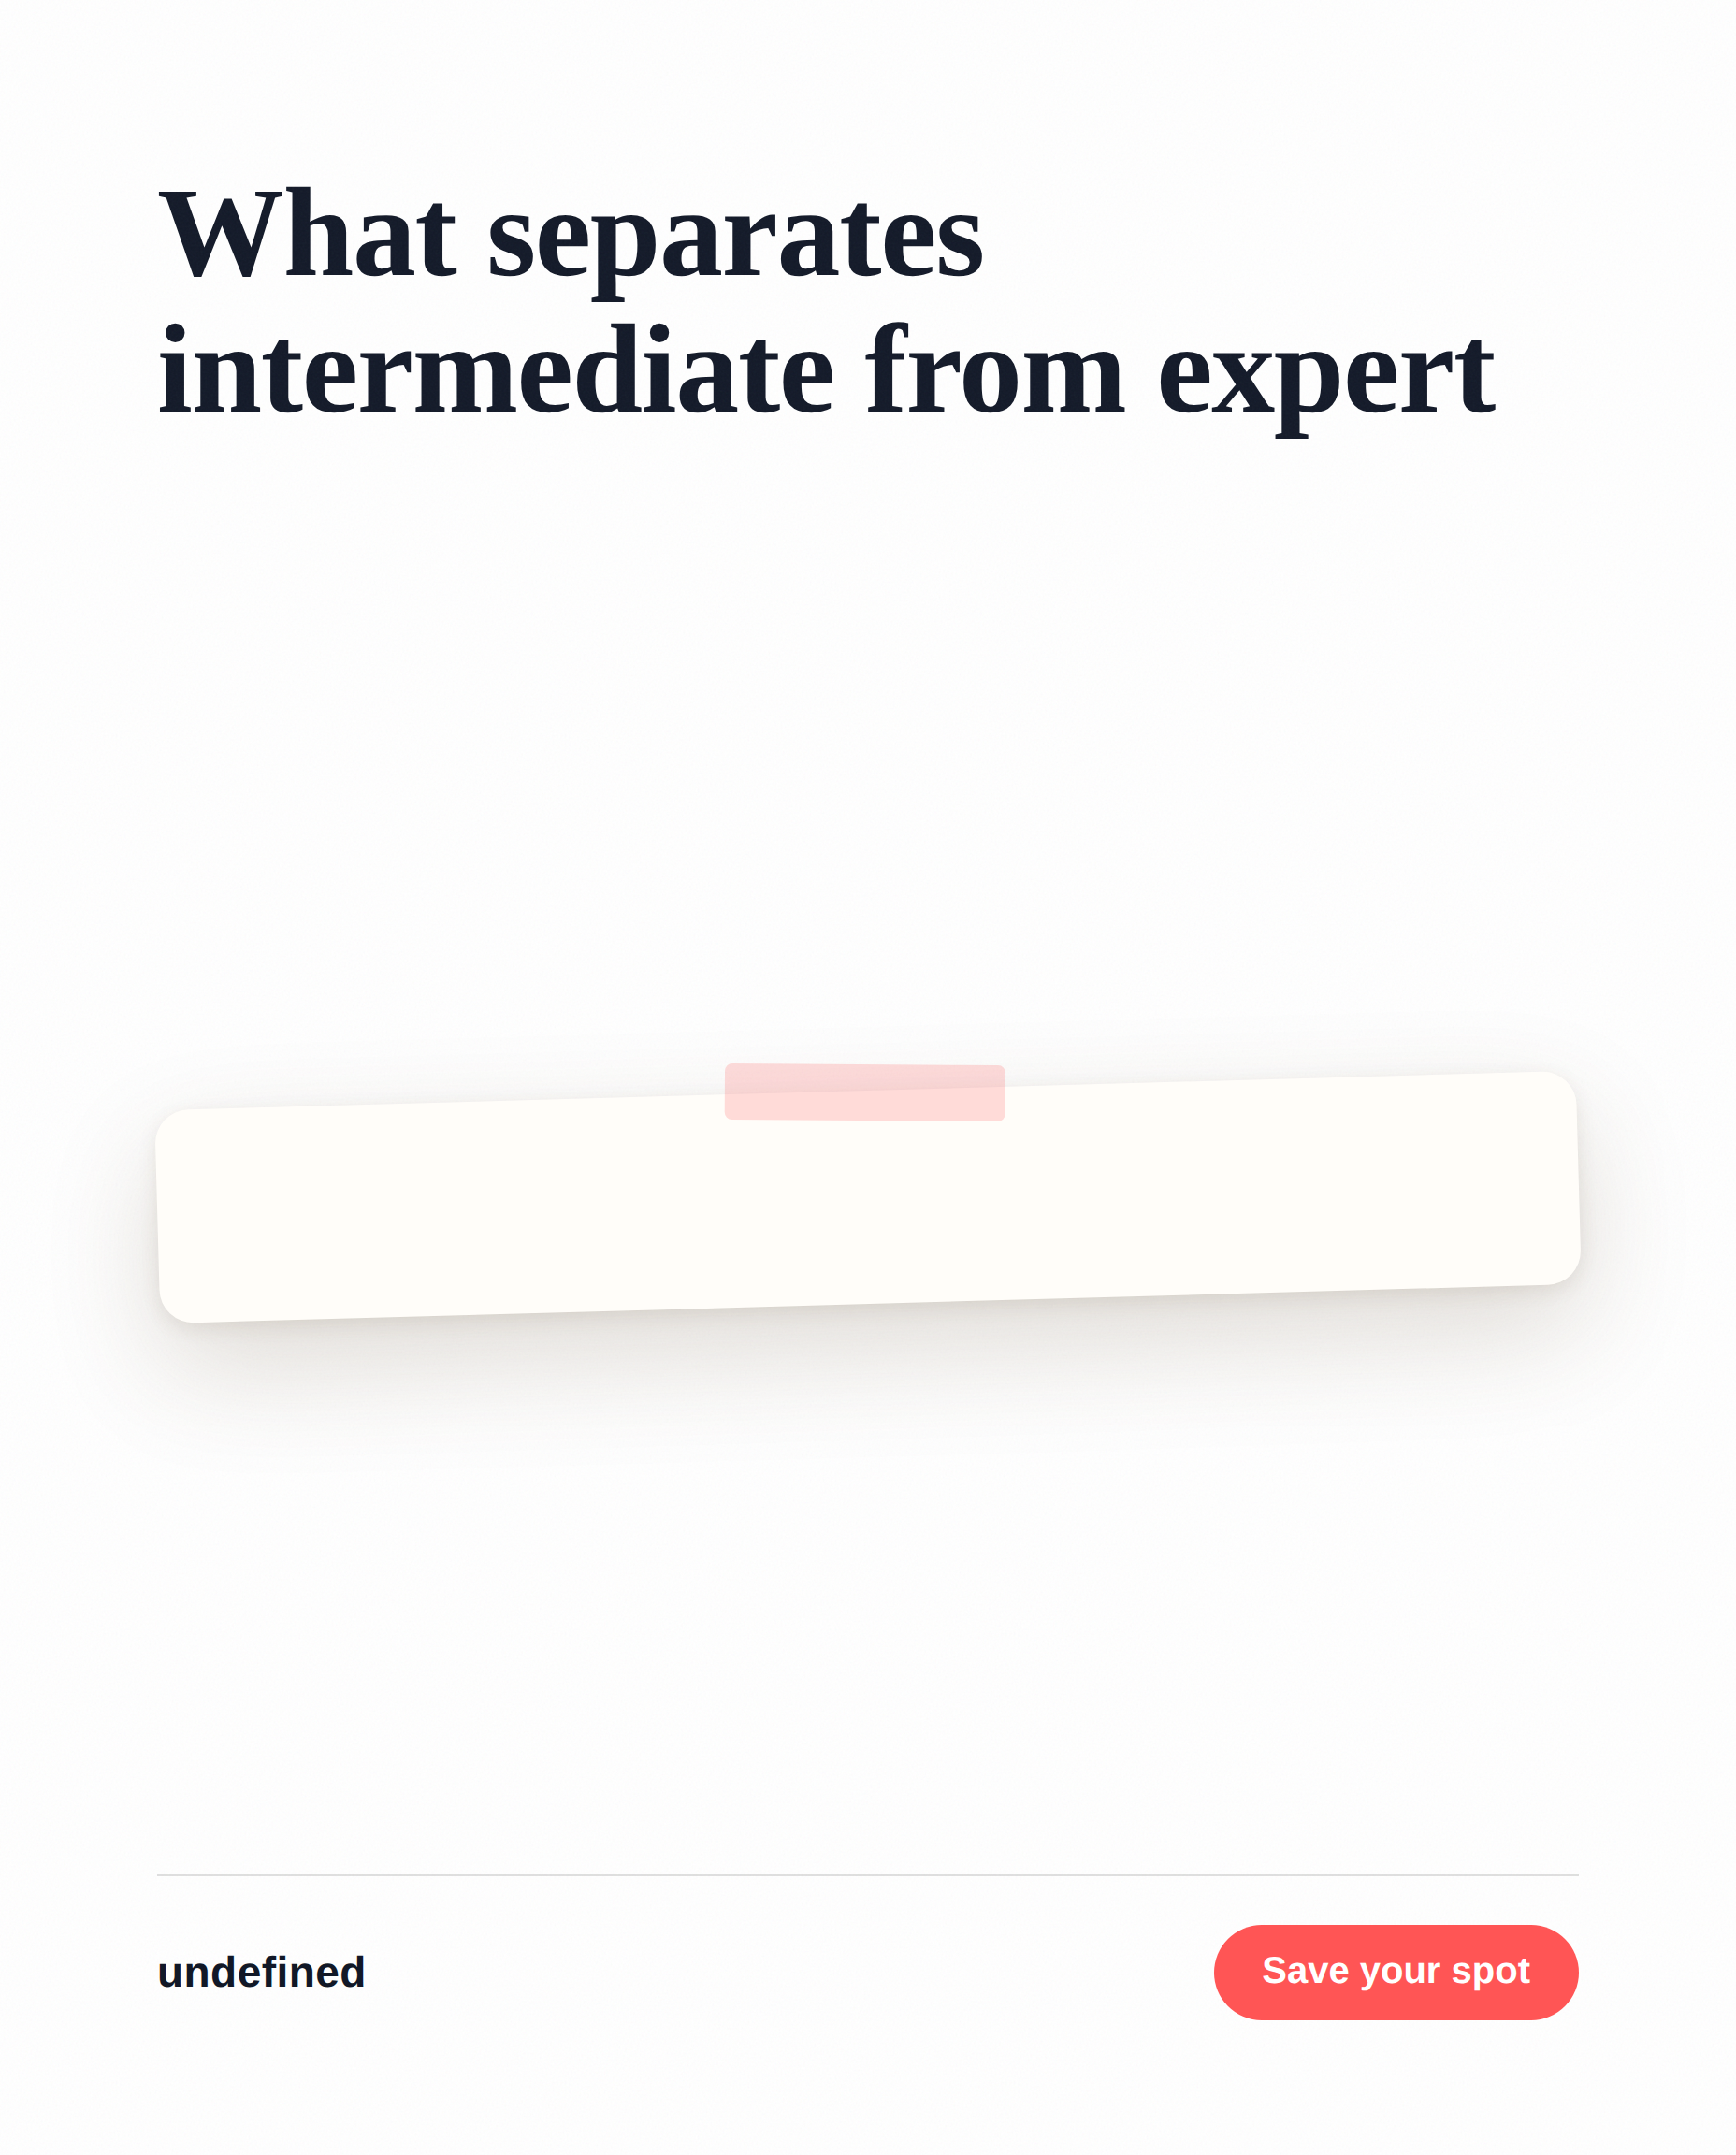 What separates
intermediate from expert
undefined
Save your spot